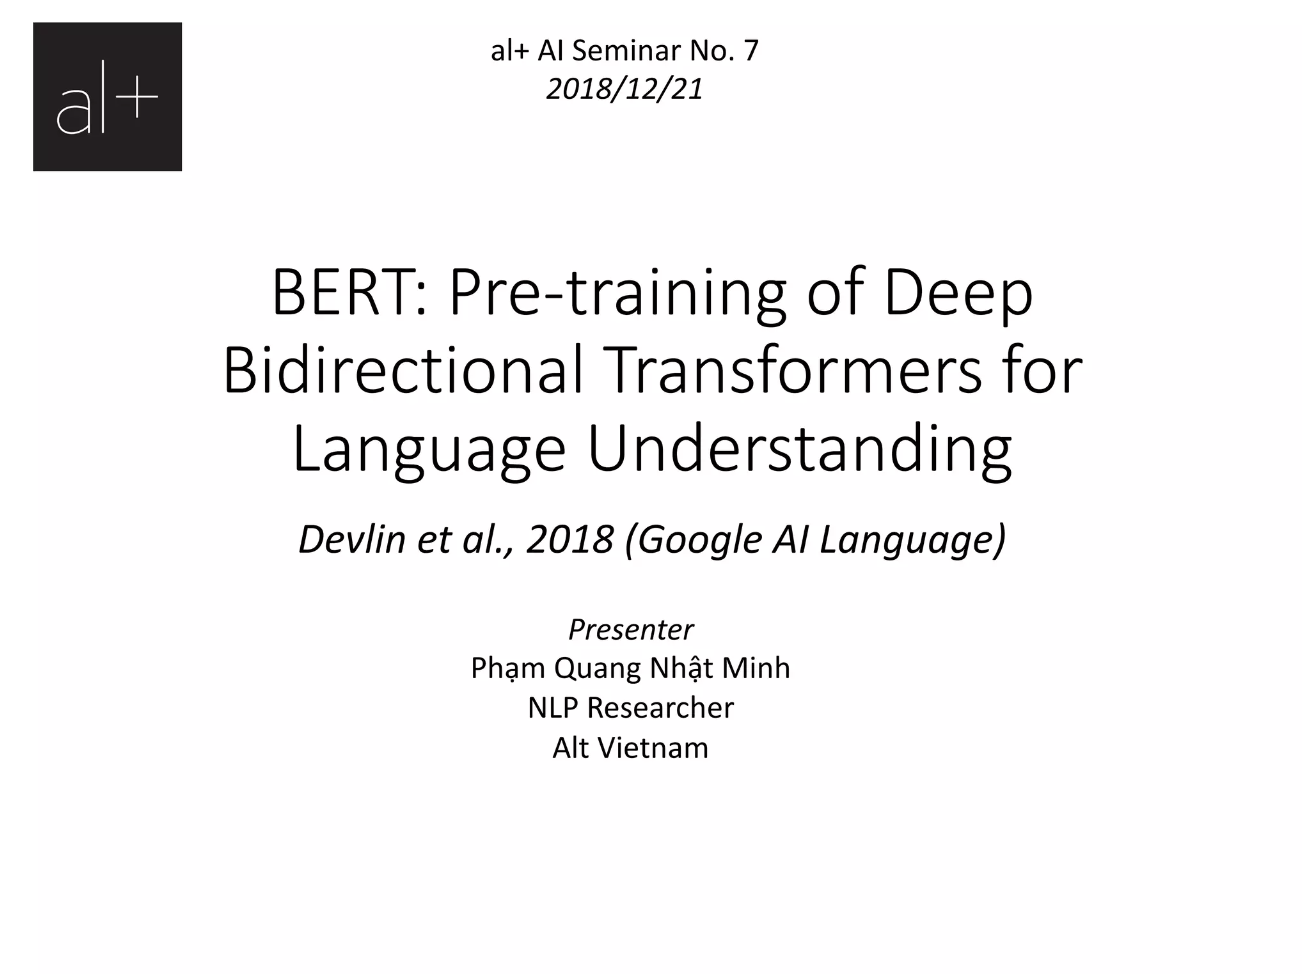 al+
al+ AI Seminar No. 7
2018/12/21
BERT: Pre-training of Deep
Bidirectional Transformers for
Language Understanding
Devlin et al., 2018 (Google AI Language)
Presenter
Phạm Quang Nhật Minh
NLP Researcher
Alt Vietnam